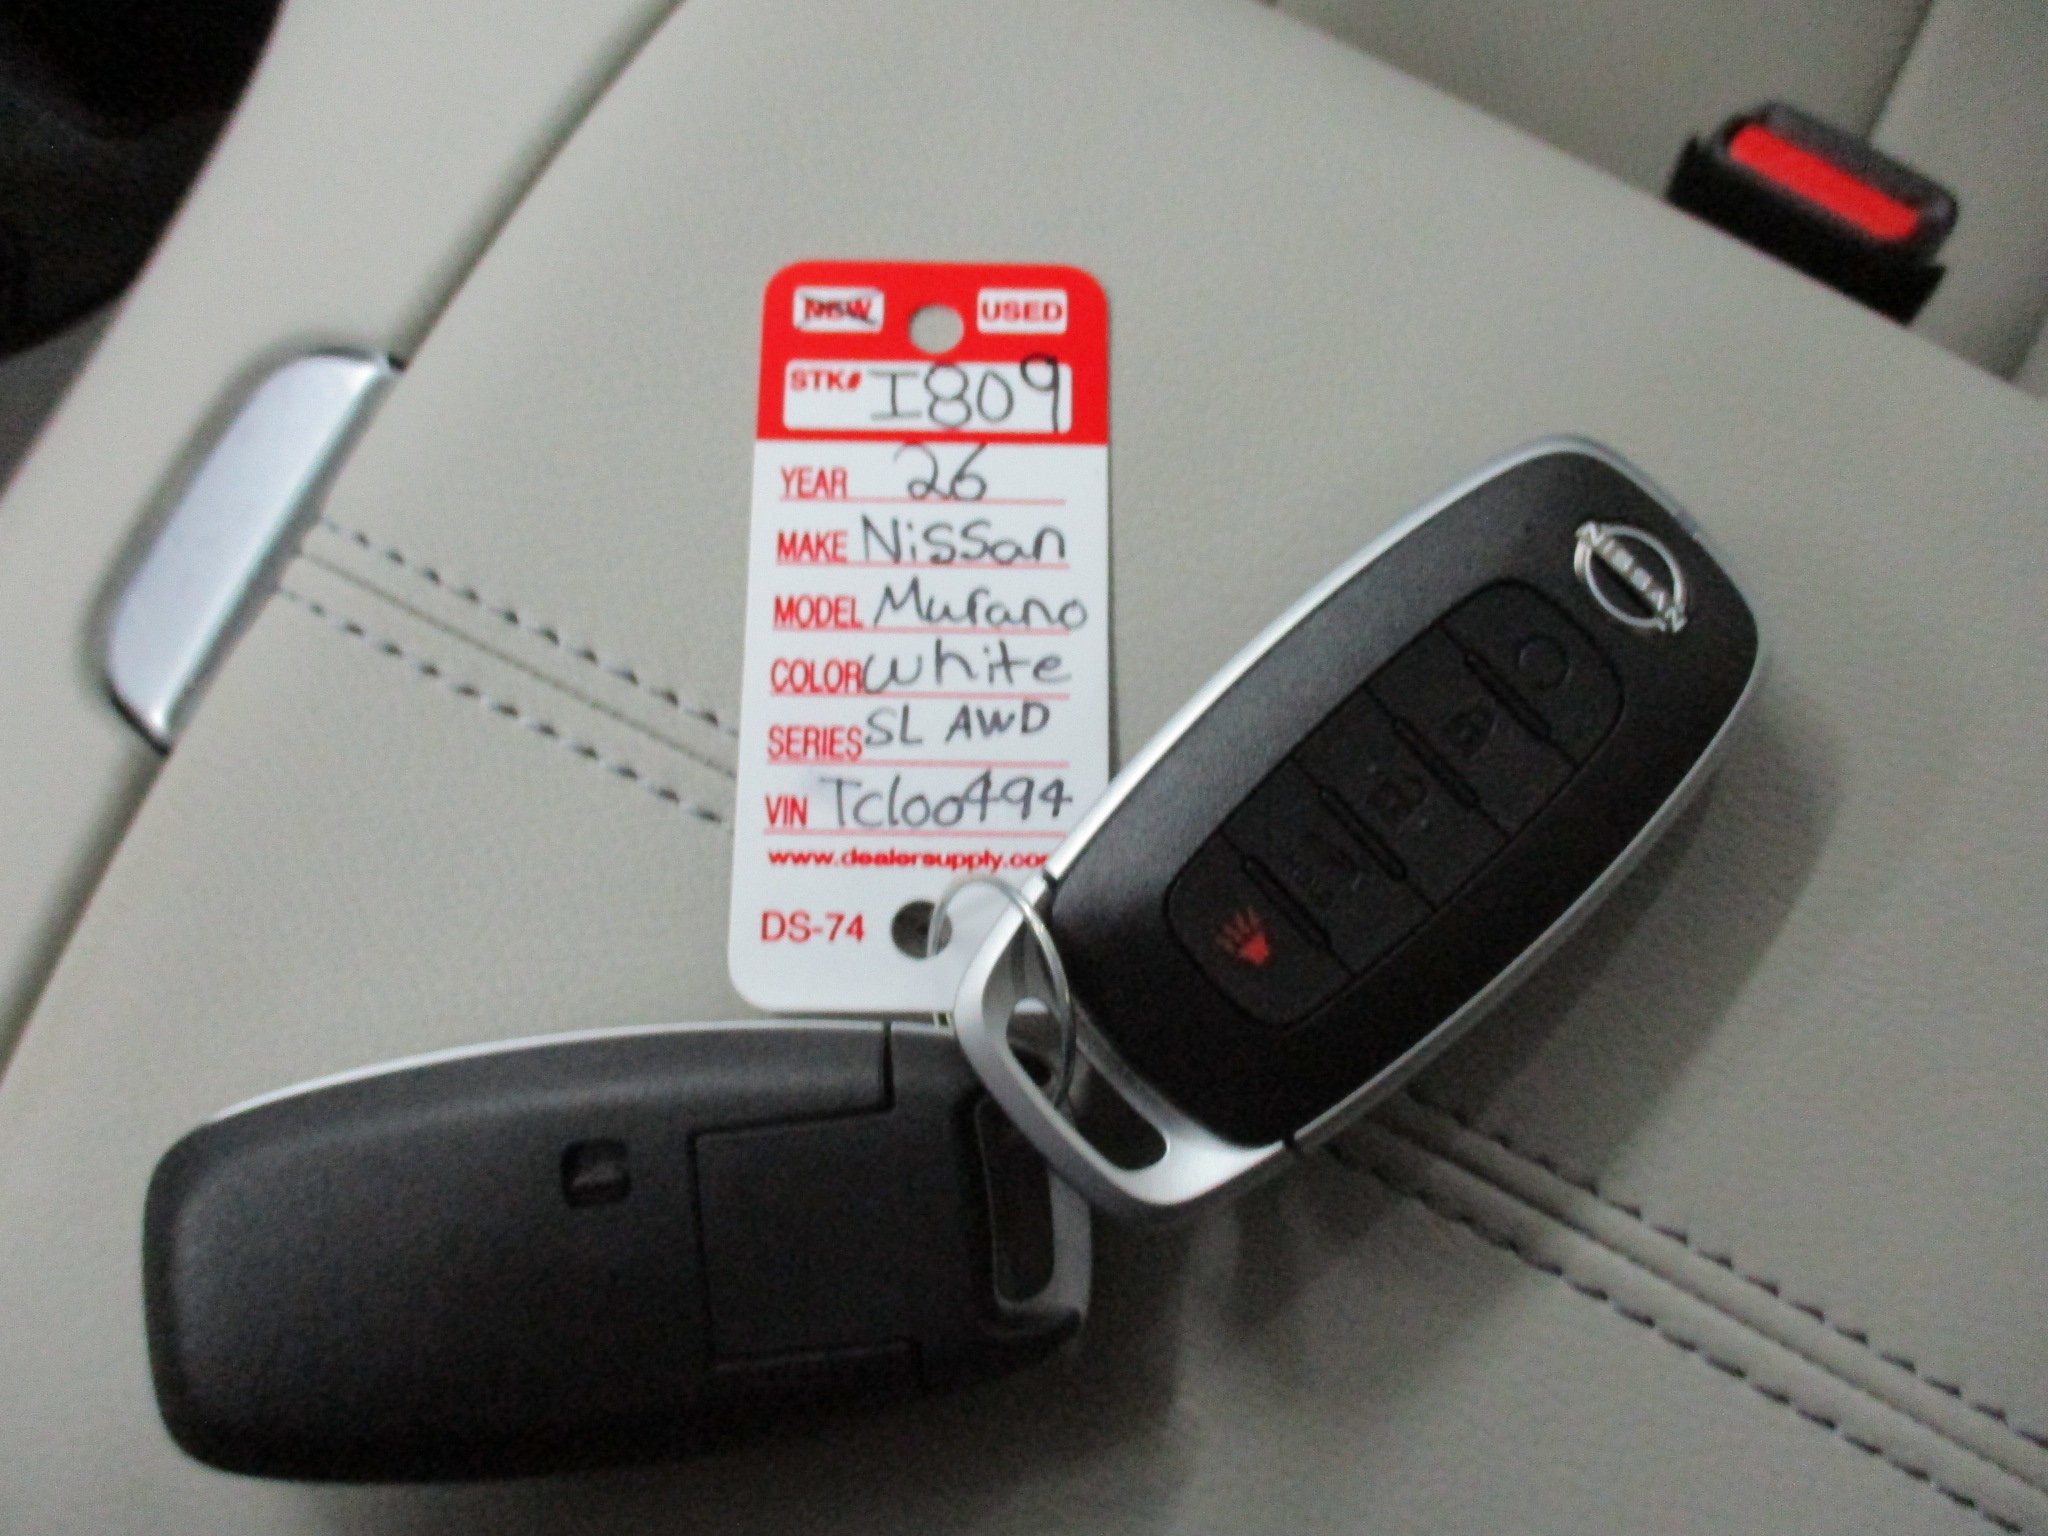 NEW USED
STK# I809
YEAR 26
MAKE Nissan
MODEL Murano
COLOR white
SERIES SL AWD
VIN TC100494
www.dealersupply.co
DS-74
NISSAN